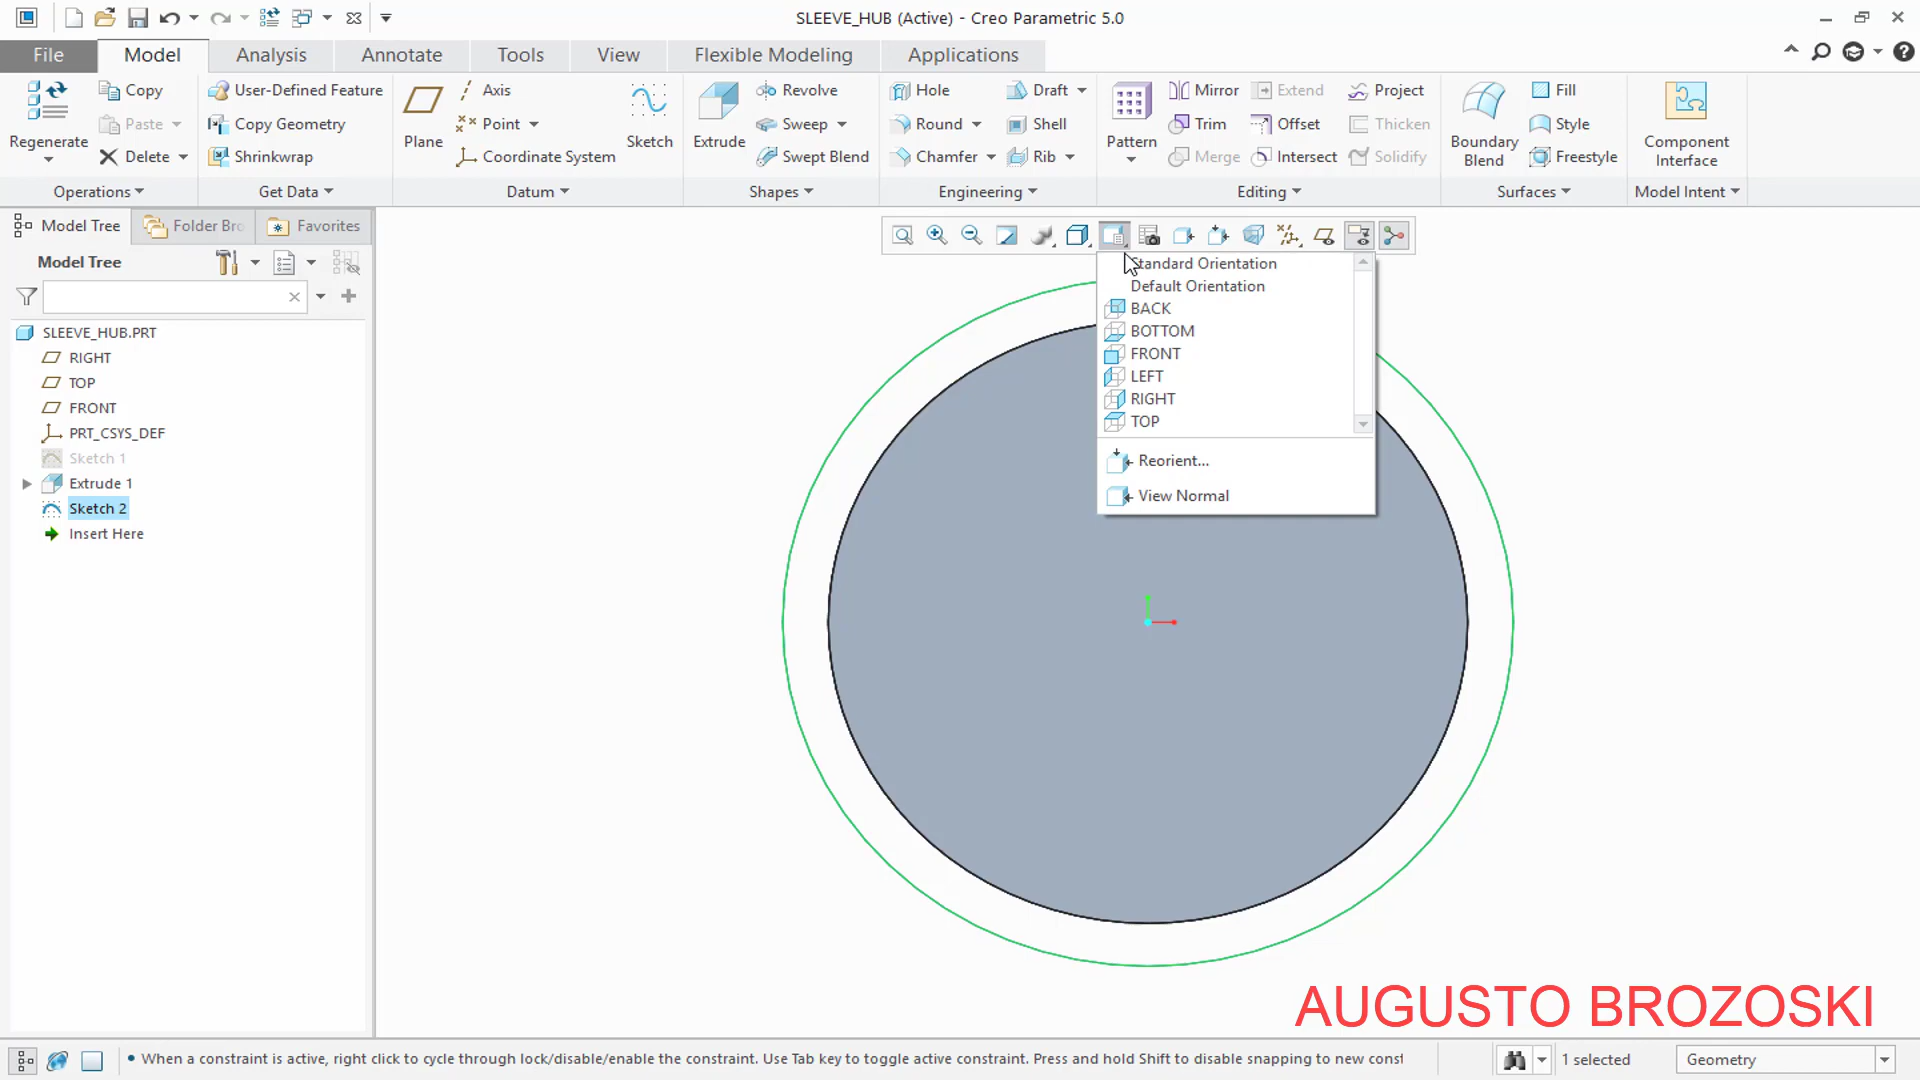 SLEEVE_HUB (Active) - Creo Parametric 5.0
File Model Analysis Annotate Tools View Flexible Modeling Applications
Regenerate
Copy
Paste
Delete
Operations
User-Defined Feature
Copy Geometry
Shrinkwrap
Get Data
Plane
Axis
Point
Coordinate System
Sketch
Datum
Extrude
Revolve
Sweep
Swept Blend
Shapes
Hole
Round
Chamfer
Draft
Shell
Rib
Engineering
Pattern
Mirror
Trim
Merge
Extend
Offset
Intersect
Project
Thicken
Solidify
Editing
Boundary
Blend
Fill
Style
Freestyle
Surfaces
Component
Interface
Model Intent
Model Tree Folder Bro Favorites
Model Tree
SLEEVE_HUB.PRT
RIGHT
TOP
FRONT
PRT_CSYS_DEF
Sketch 1
Extrude 1
Sketch 2
Insert Here
tandard Orientation
Default Orientation
BACK
BOTTOM
FRONT
LEFT
RIGHT
TOP
Reorient...
View Normal
AUGUSTO BROZOSKI
• When a constraint is active, right click to cycle through lock/disable/enable the constraint. Use Tab key to toggle active constraint. Press and hold Shift to disable snapping to new const
1 selected
Geometry